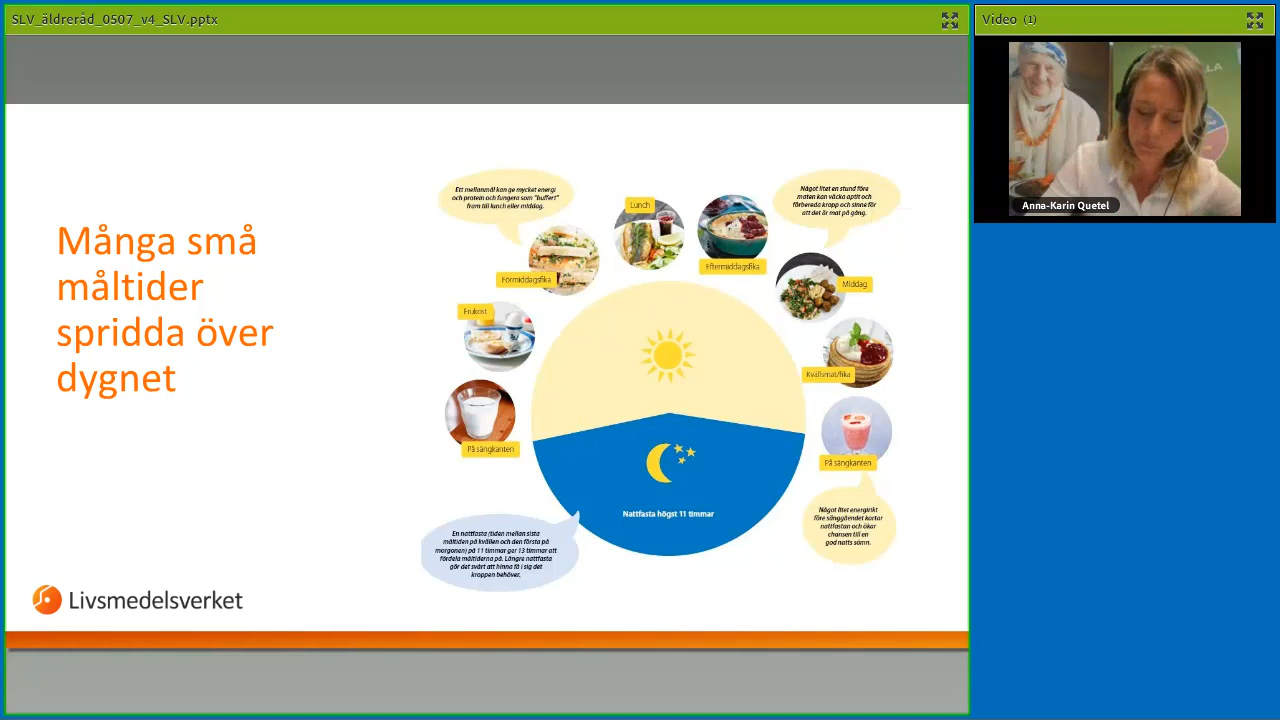 SLV_äldreråd_0507_v4_SLV.pptx
Video (1)
Anna-Karin Quetel
Många små
måltider
spridda över
dygnet
Ett mellanmål kan ge mycket energi
och protein och fungera som "buffert"
fram till lunch eller middag.
Något litet en stund före
maten kan väcka aptit och
förbereda kropp och sinne för
att det är mat på gång.
Lunch
Förmiddagsfika
Eftermiddagsfika
Middag
Frukost
Kvällsmat/fika
På sängkanten
På sängkanten
Nattfasta högst 11 timmar
En nattfasta (tiden mellan sista
måltiden på kvällen och den första på
morgonen) på 11 timmar ger 13 timmar att
fördela måltiderna på. Längre nattfasta
gör det svårt att hinna få i sig det
kroppen behöver.
Något litet energirikt
före sänggåendet kortar
nattfastan och ökar
chansen till en
god natts sömn.
Livsmedelsverket